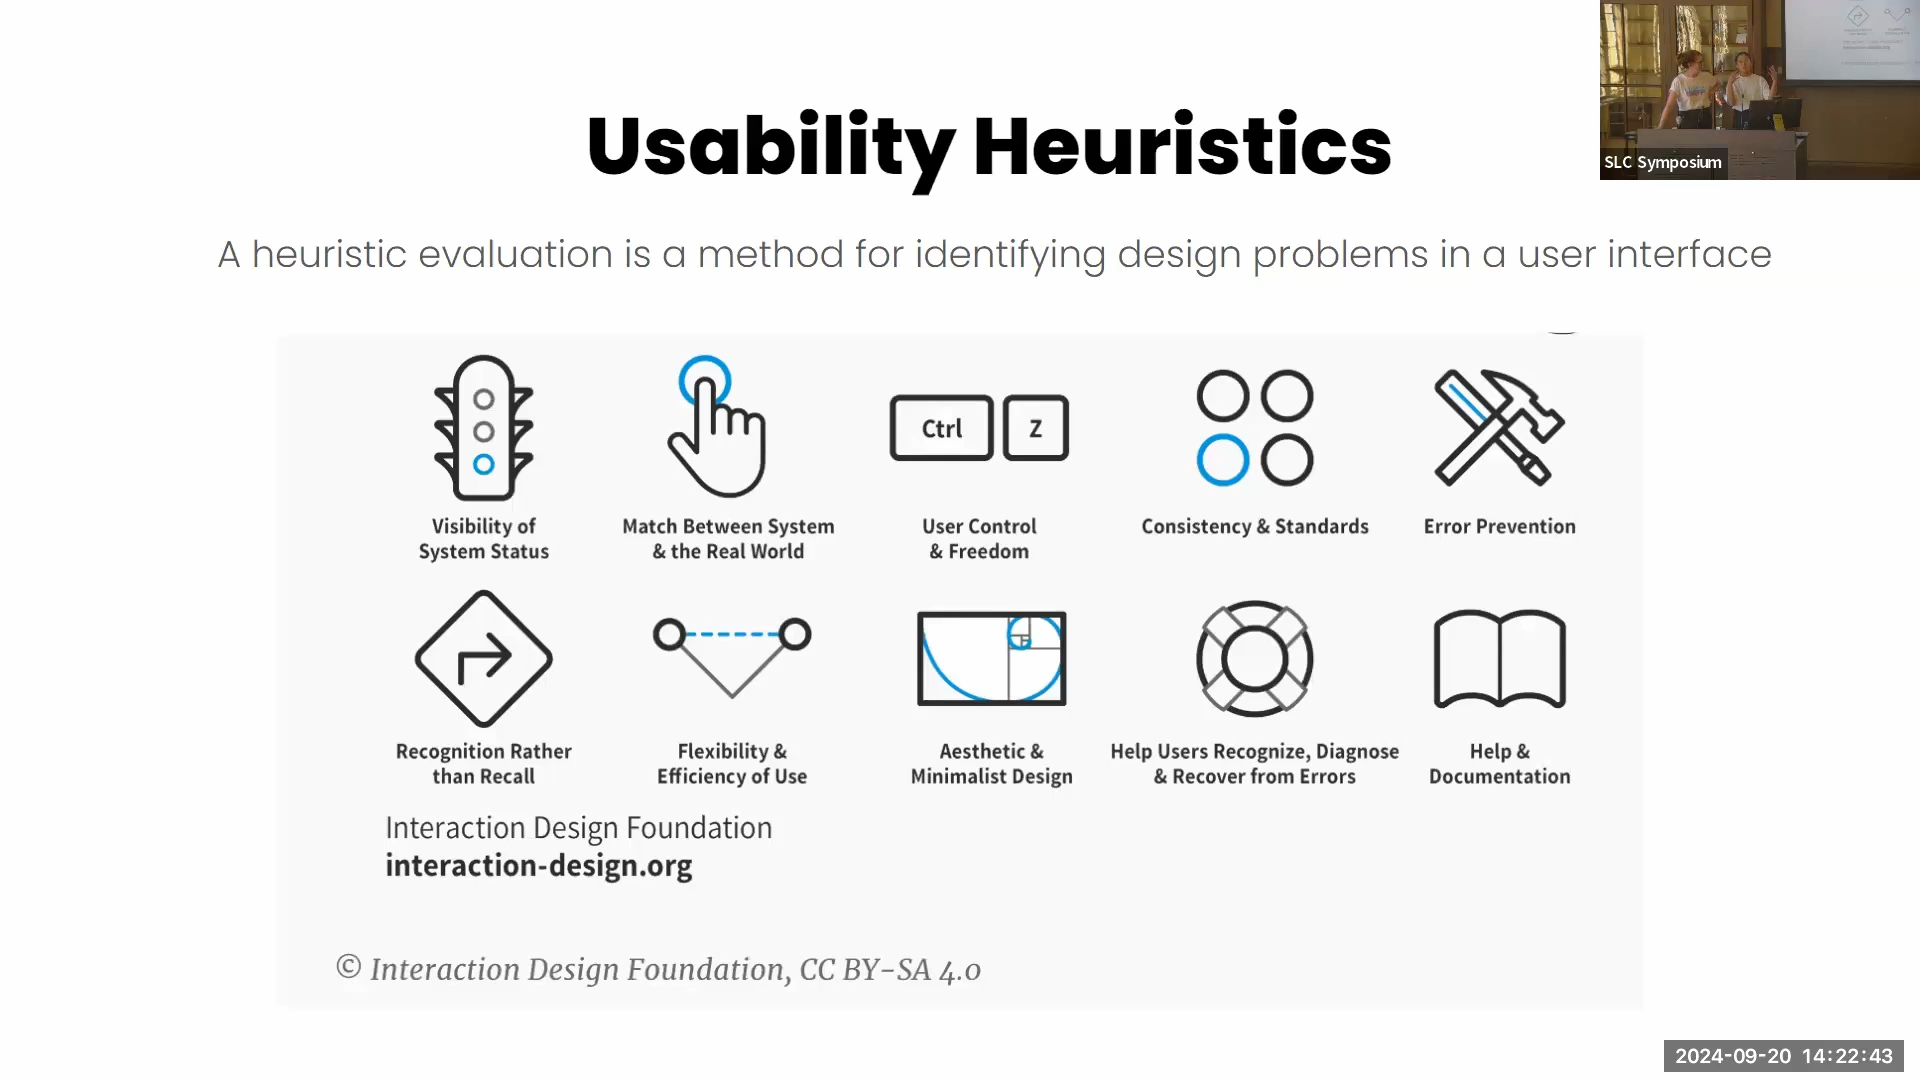 Usability Heuristics
SLC Symposium
A heuristic evaluation is a method for identifying design problems in a user interface
Ctrl
Z
Visibility of
System Status
Match Between System
& the Real World
User Control
& Freedom
Consistency & Standards
Error Prevention
Recognition Rather
than Recall
Flexibility &
Efficiency of Use
Aesthetic &
Minimalist Design
Help Users Recognize, Diagnose
& Recover from Errors
Help &
Documentation
Interaction Design Foundation
interaction-design.org
© Interaction Design Foundation, CC BY-SA 4.0
2024-09-20 14:22:43